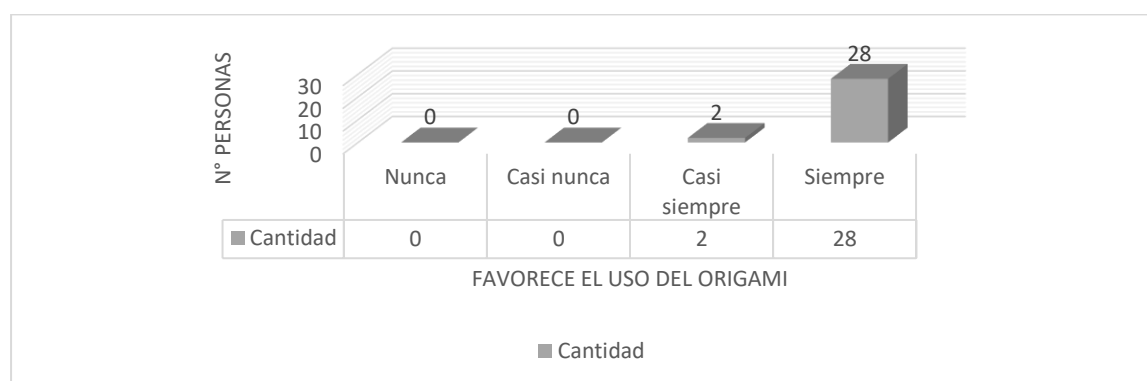 N° PERSONAS
30
20
10
0
0
0
2
28
Nunca
Casi nunca
Casi
siempre
Siempre
Cantidad
0
0
2
28
FAVORECE EL USO DEL ORIGAMI
Cantidad